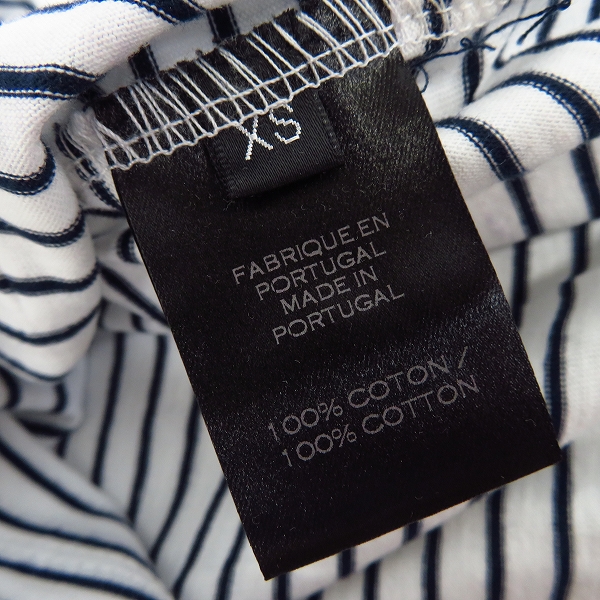 XS
FABRIQUE EN
PORTUGAL
MADE IN
PORTUGAL
100% COTON /
100% COTTON